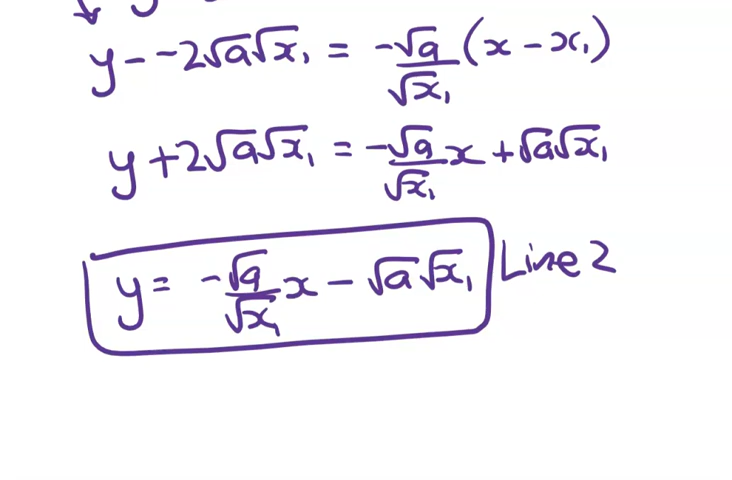 y - -2√a√x₁ = -√a/√x₁ (x - x₁)
y + 2√a√x₁ = -√a/√x₁ x + √a√x₁
y = -√a/√x₁ x - √a√x₁ Line 2